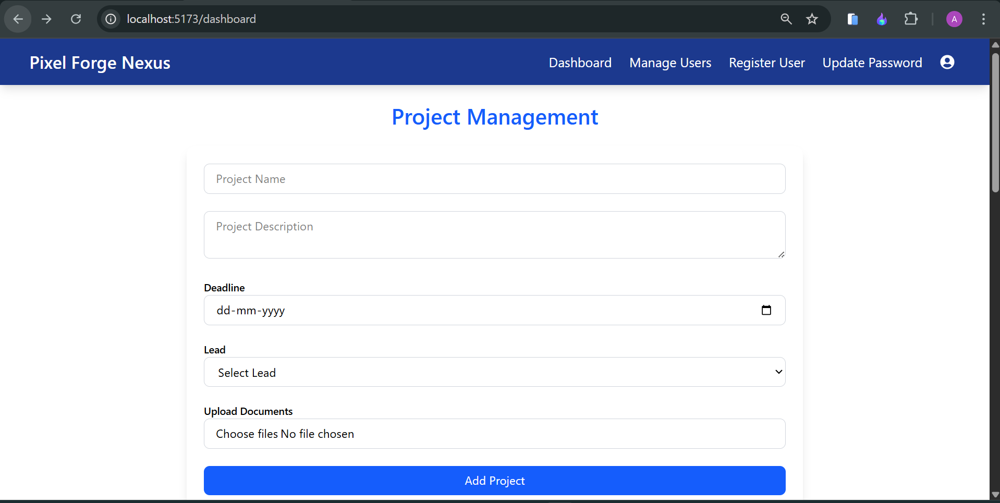 localhost:5173/dashboard
A
Pixel Forge Nexus
Dashboard Manage Users Register User Update Password
Project Management
Project Name
Project Description
Deadline
dd-mm-yyyy
Lead
Select Lead
Upload Documents
Choose files No file chosen
Add Project